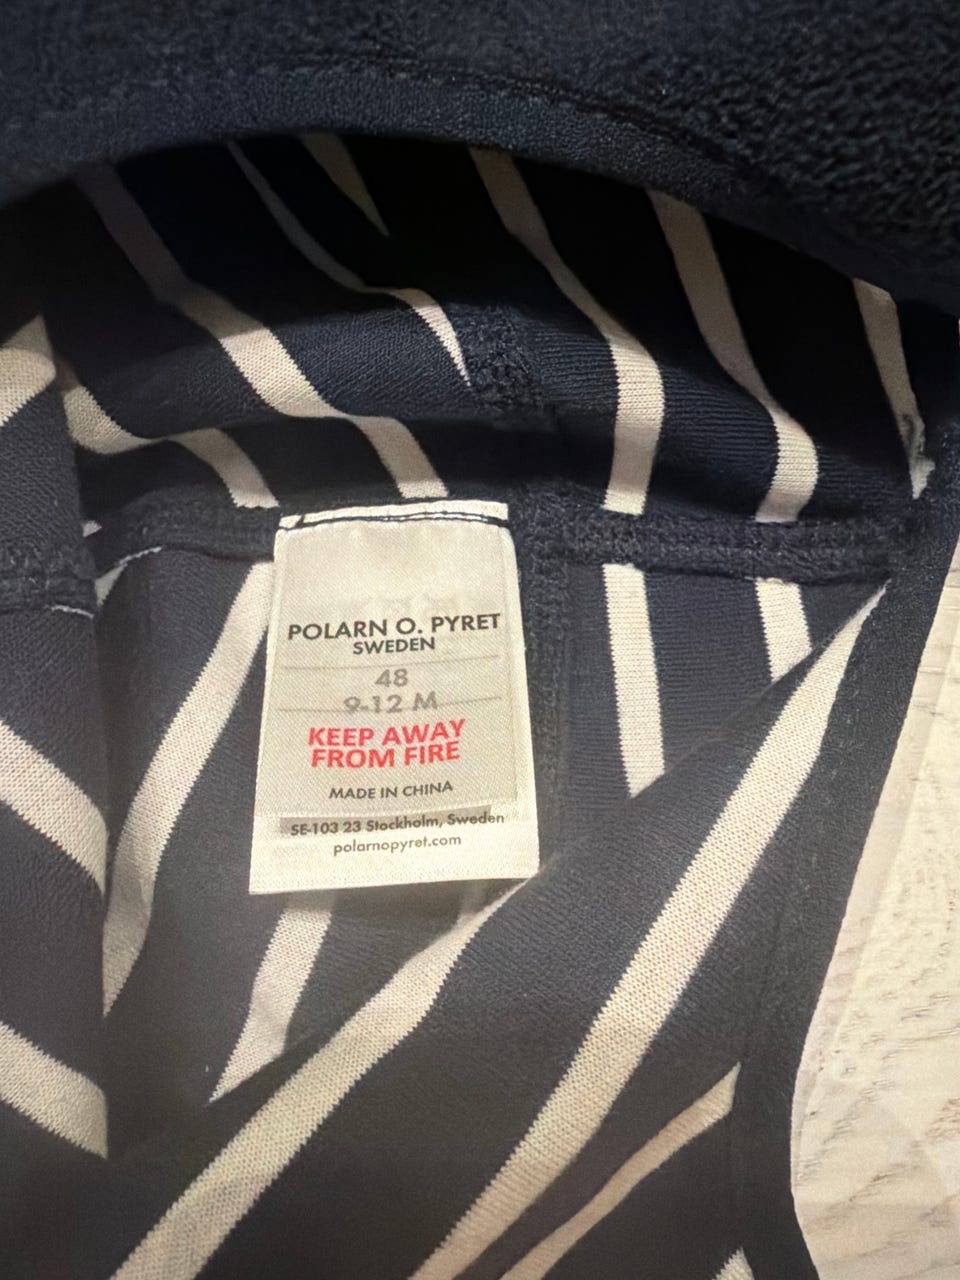 POLARN O. PYRET
SWEDEN
48
9-12 M
KEEP AWAY
FROM FIRE
MADE IN CHINA
SE-103 23 Stockholm, Sweden
polarnopyret.com